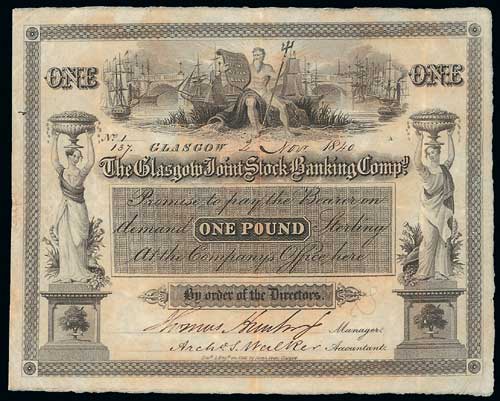 ONE ONE
No. 1
137. GLASGOW 2 Nov. 1840
The Glasgow Joint Stock Banking Compy.
Promise to pay the Bearer on
demand ONE POUND Sterling
At the Company's Office here
By order of the Directors.
Thomas Manager.
Archd. S. Walker Accountant.